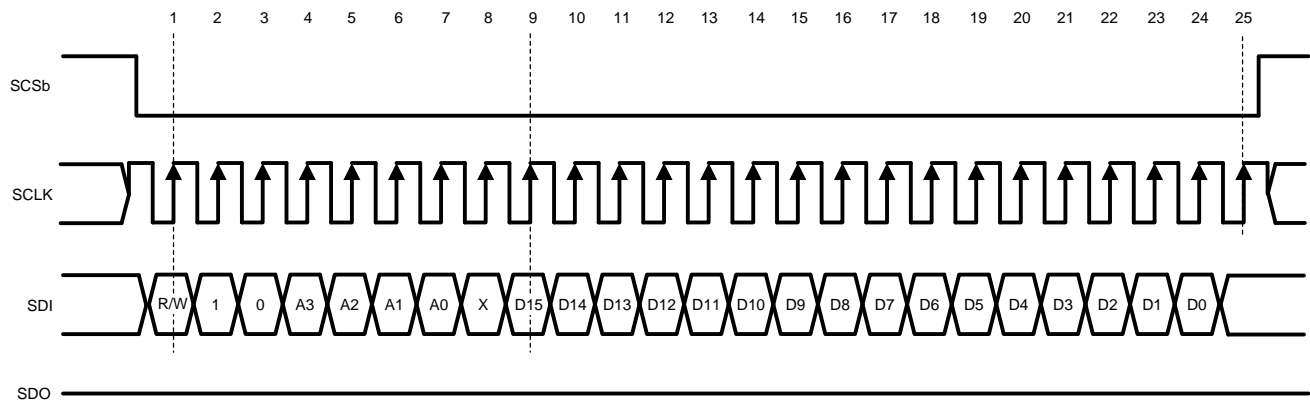 1 2 3 4 5 6 7 8 9 10 11 12 13 14 15 16 17 18 19 20 21 22 23 24 25
SCSb
SCLK
SDI R/W 1 0 A3 A2 A1 A0 X D15 D14 D13 D12 D11 D10 D9 D8 D7 D6 D5 D4 D3 D2 D1 D0
SDO